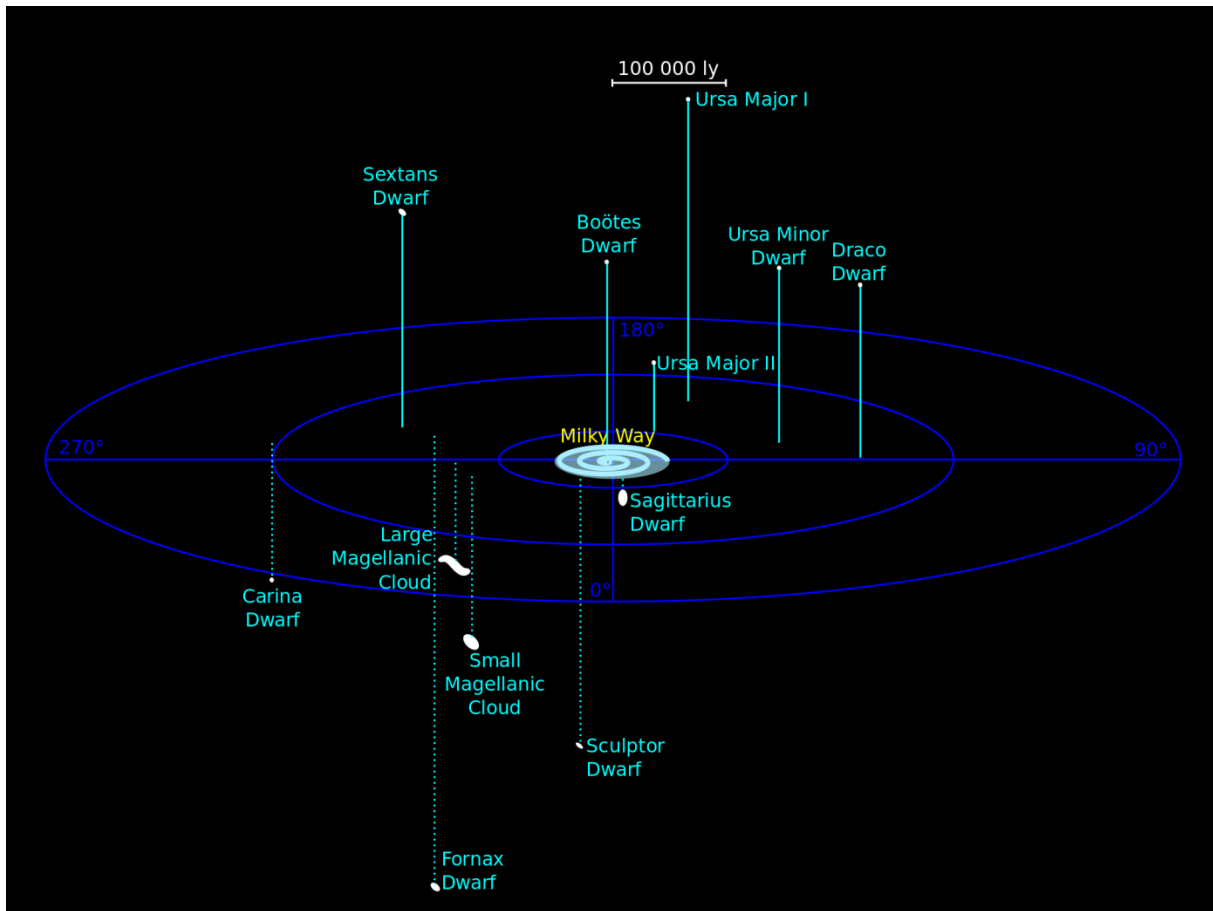 100 000 ly
Ursa Major I
Sextans
Dwarf
Boötes
Dwarf
Ursa Minor
Dwarf
Draco
Dwarf
180°
Ursa Major II
Milky Way
270°
90°
Sagittarius
Dwarf
Large
Magellanic
Cloud
0°
Carina
Dwarf
Small
Magellanic
Cloud
Sculptor
Dwarf
Fornax
Dwarf